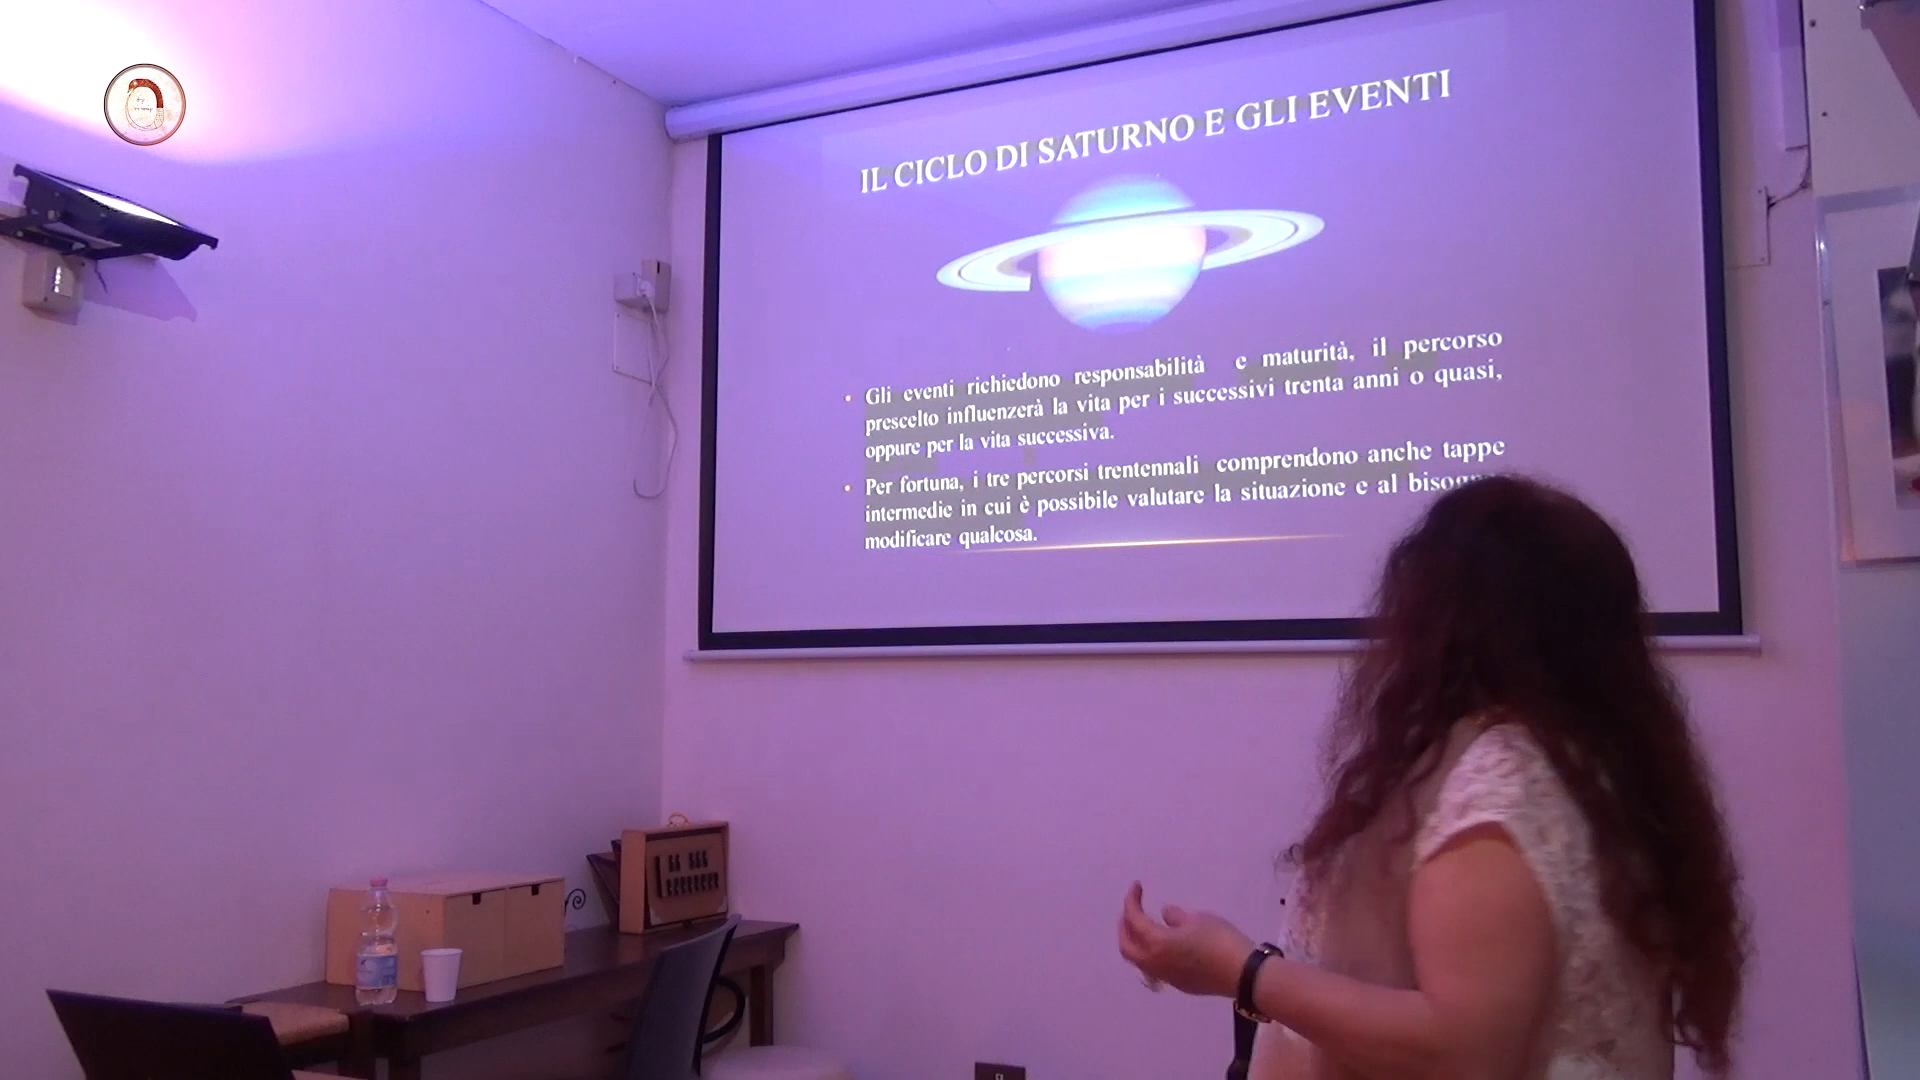 IL CICLO DI SATURNO E GLI EVENTI
• Gli eventi richiedono responsabilità e maturità, il percorso
prescelto influenzerà la vita per i successivi trenta anni o quasi,
oppure per la vita successiva.
• Per fortuna, i tre percorsi trentennali comprendono anche tappe
intermedie in cui è possibile valutare la situazione e al
modificare qualcosa.